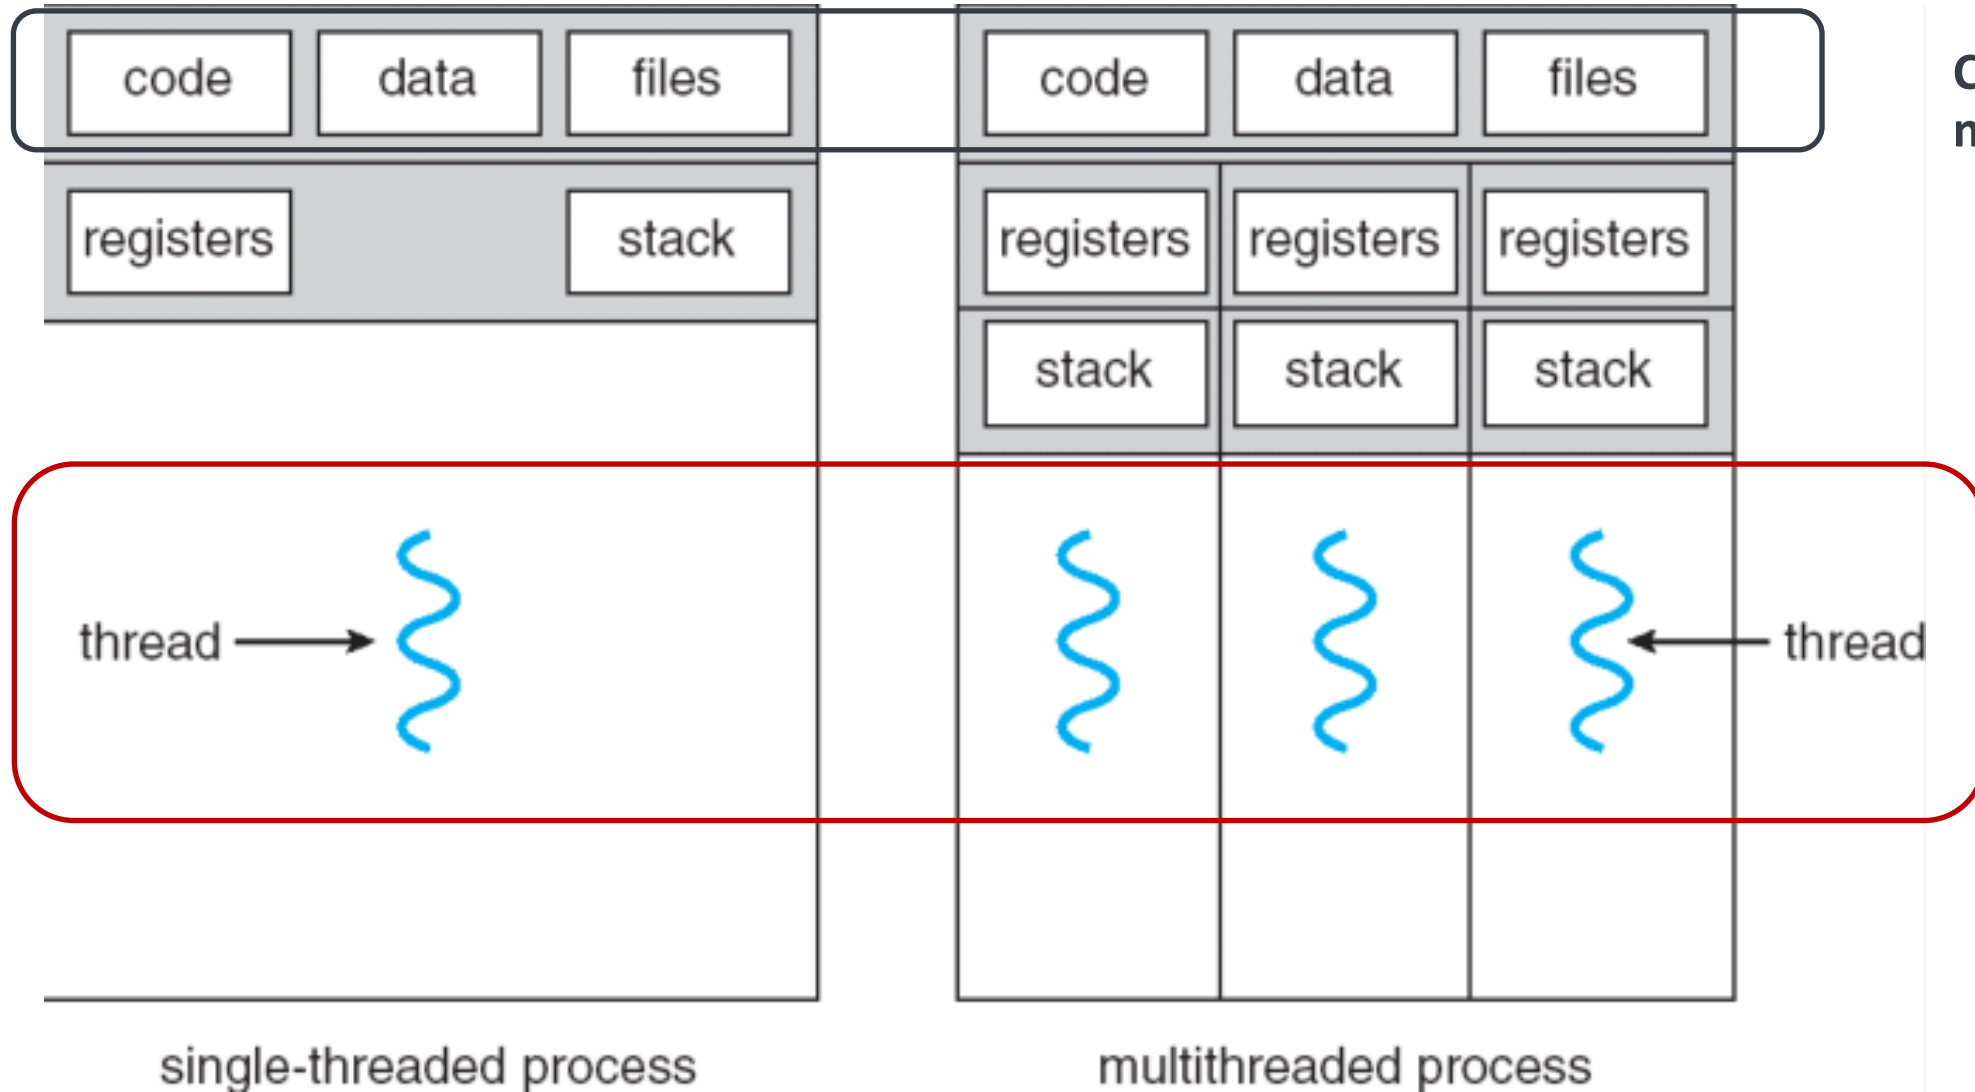 code data files code data files
registers stack registers registers registers
stack stack stack
thread thread
single-threaded process multithreaded process